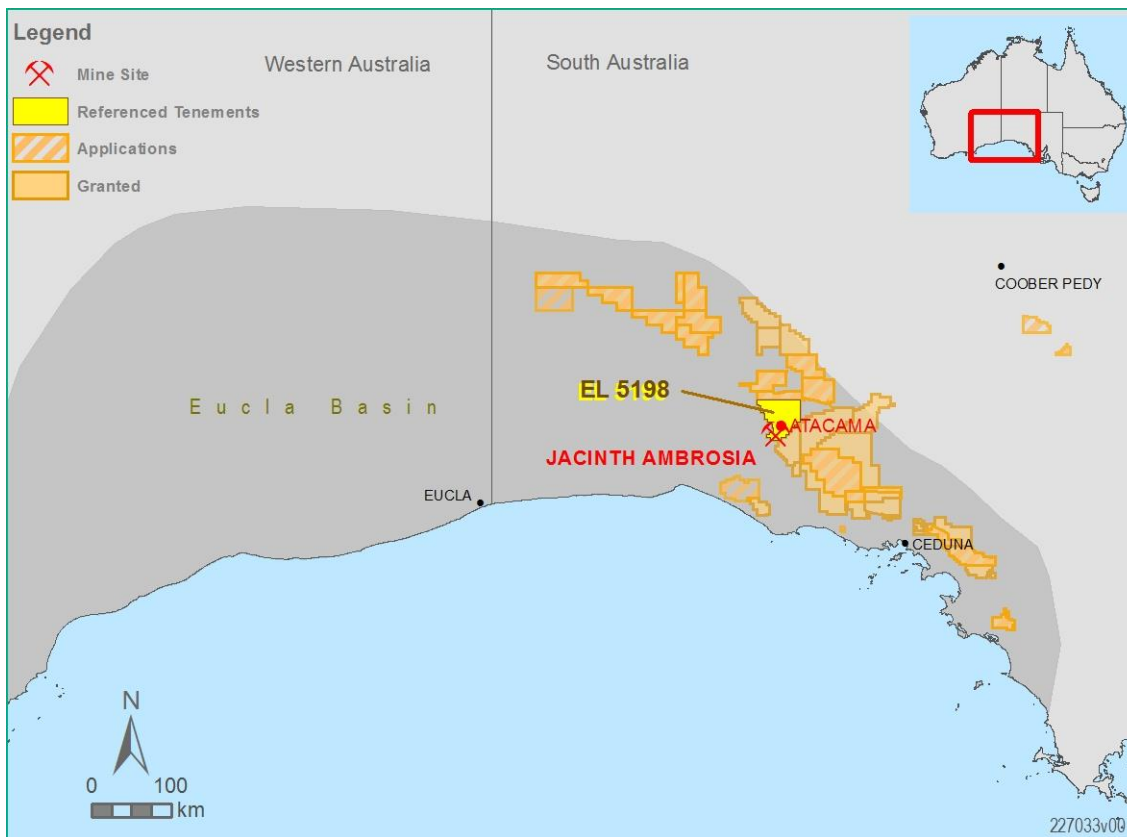 Legend
Mine Site
Referenced Tenements
Applications
Granted
Western Australia
South Australia
COOBER PEDY
EL 5198
Eucla Basin
ATACAMA
JACINTH AMBROSIA
EUCLA
CEDUNA
N
0 100
km
227033v00